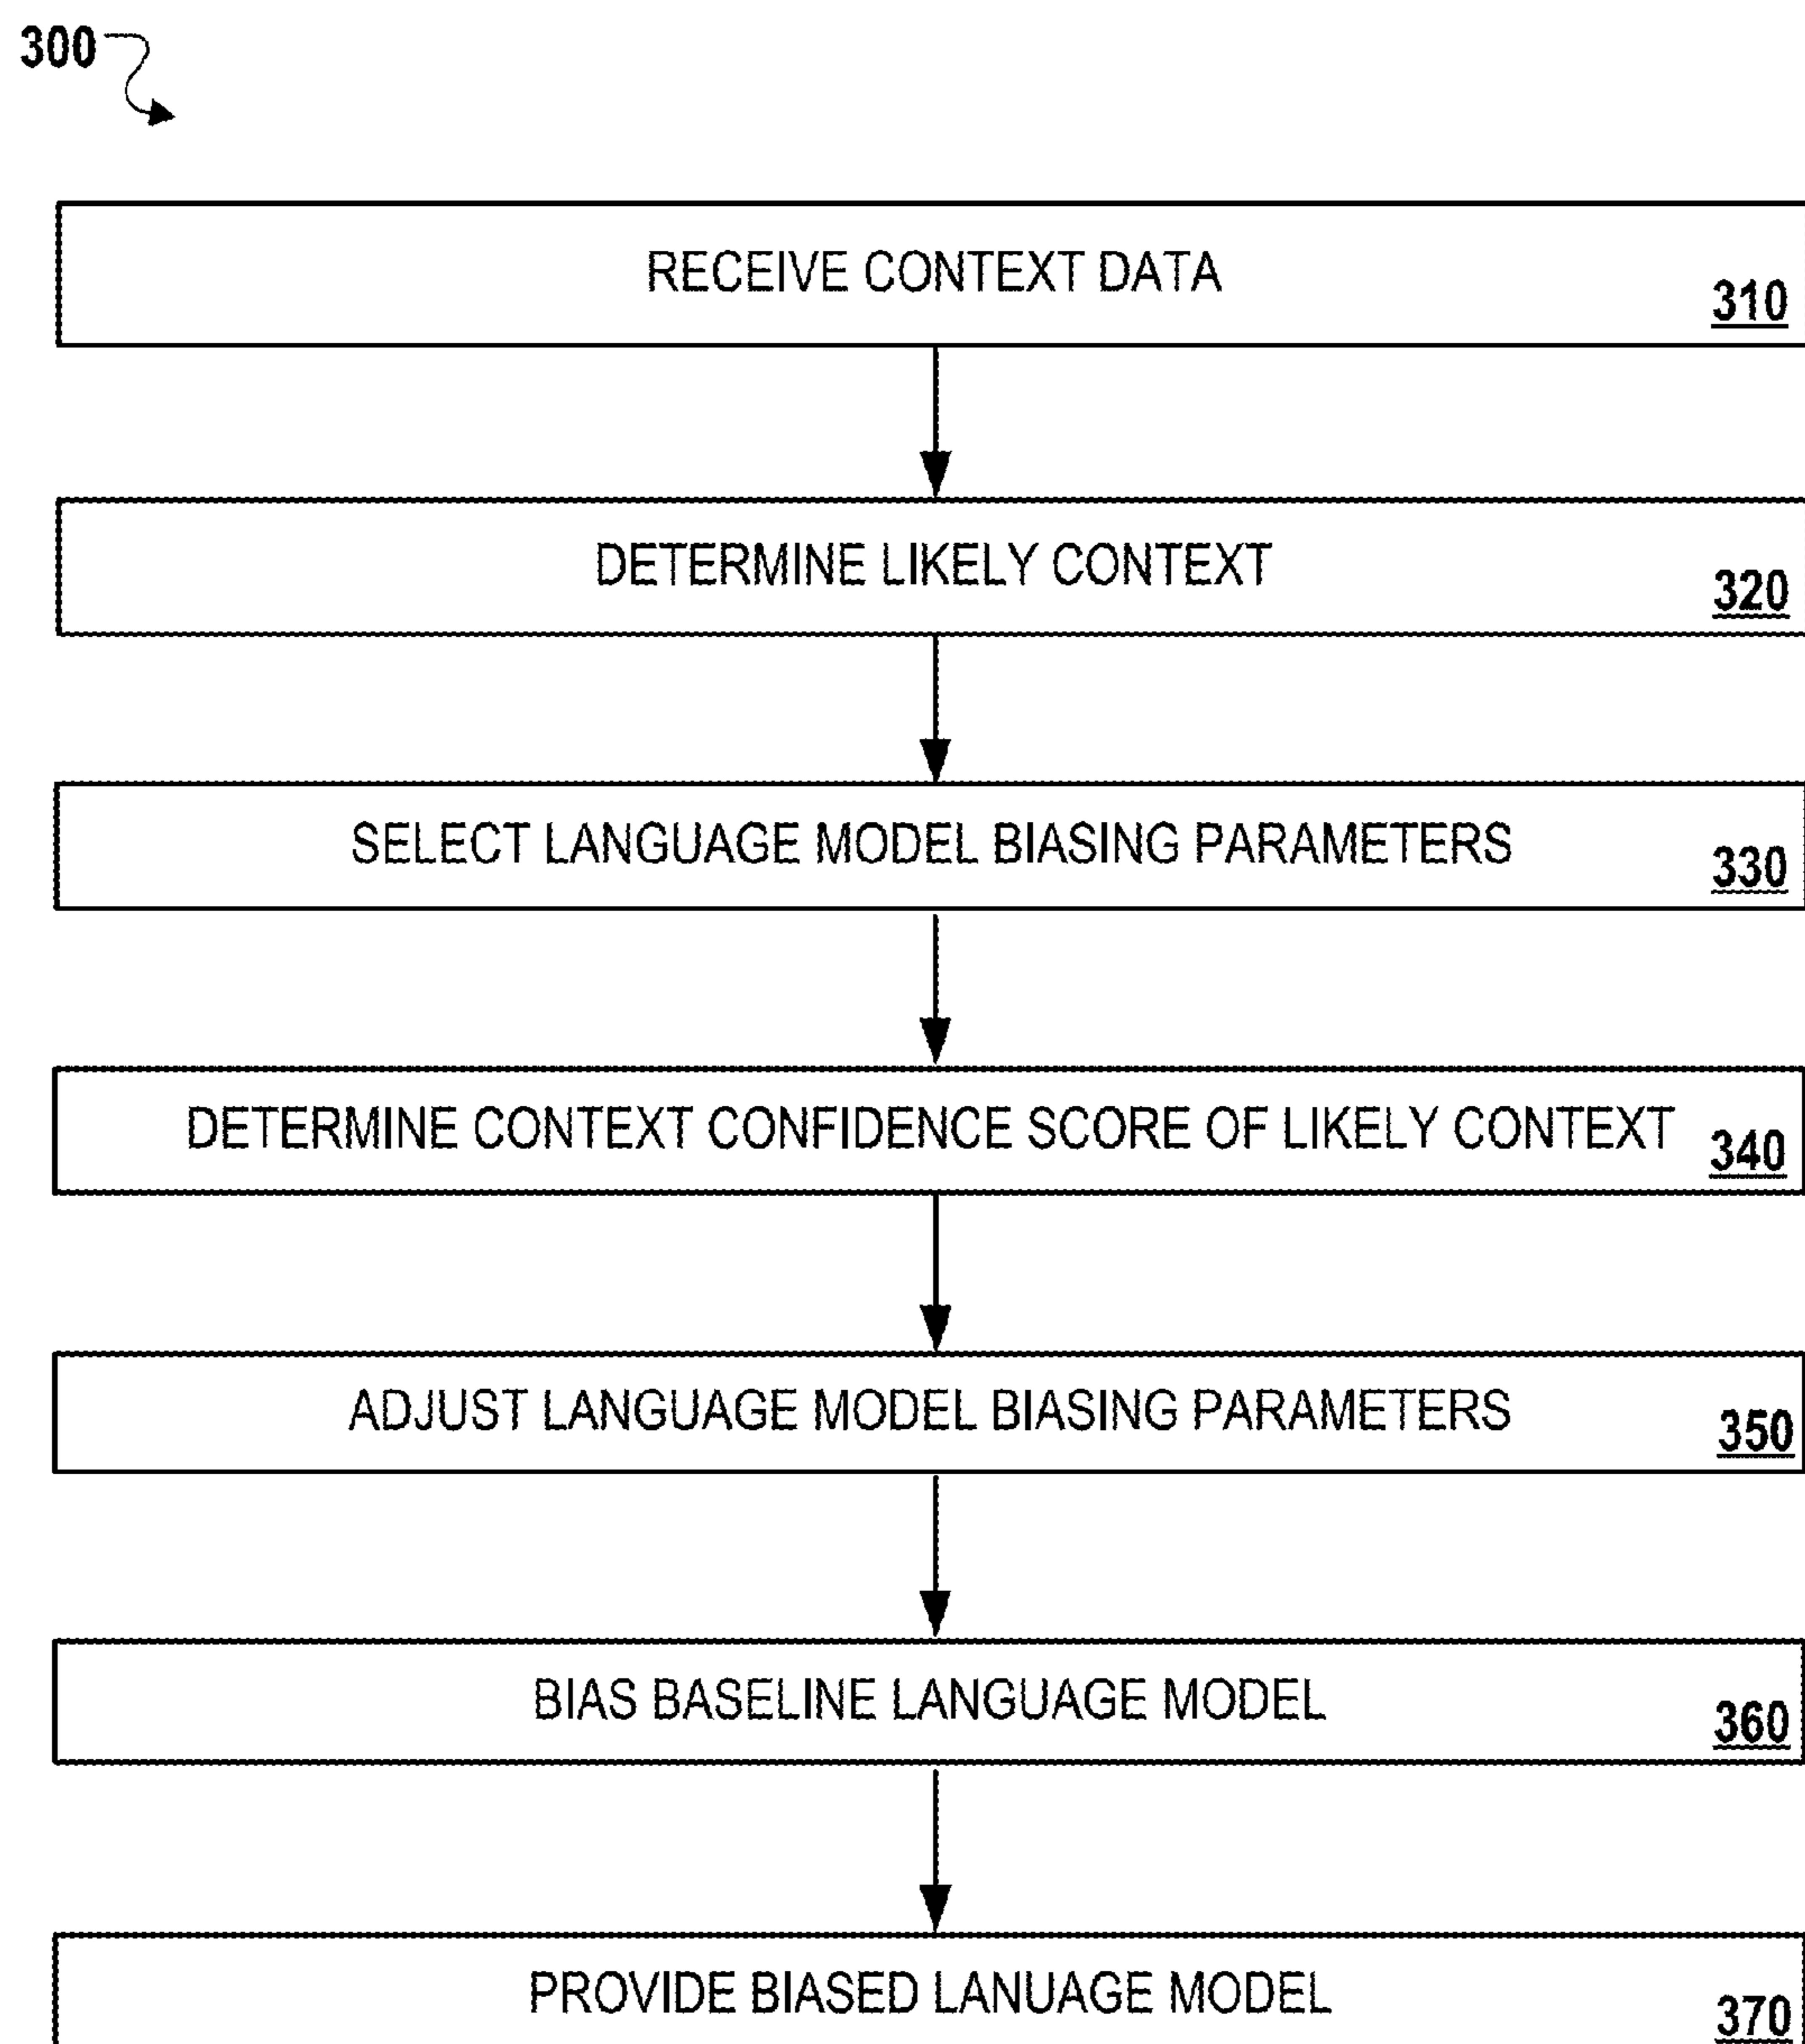 300
RECEIVE CONTEXT DATA
310
DETERMINE LIKELY CONTEXT
320
SELECT LANGUAGE MODEL BIASING PARAMETERS
330
DETERMINE CONTEXT CONFIDENCE SCORE OF LIKELY CONTEXT
340
ADJUST LANGUAGE MODEL BIASING PARAMETERS
350
BIAS BASELINE LANGUAGE MODEL
360
PROVIDE BIASED LANUAGE MODEL
370